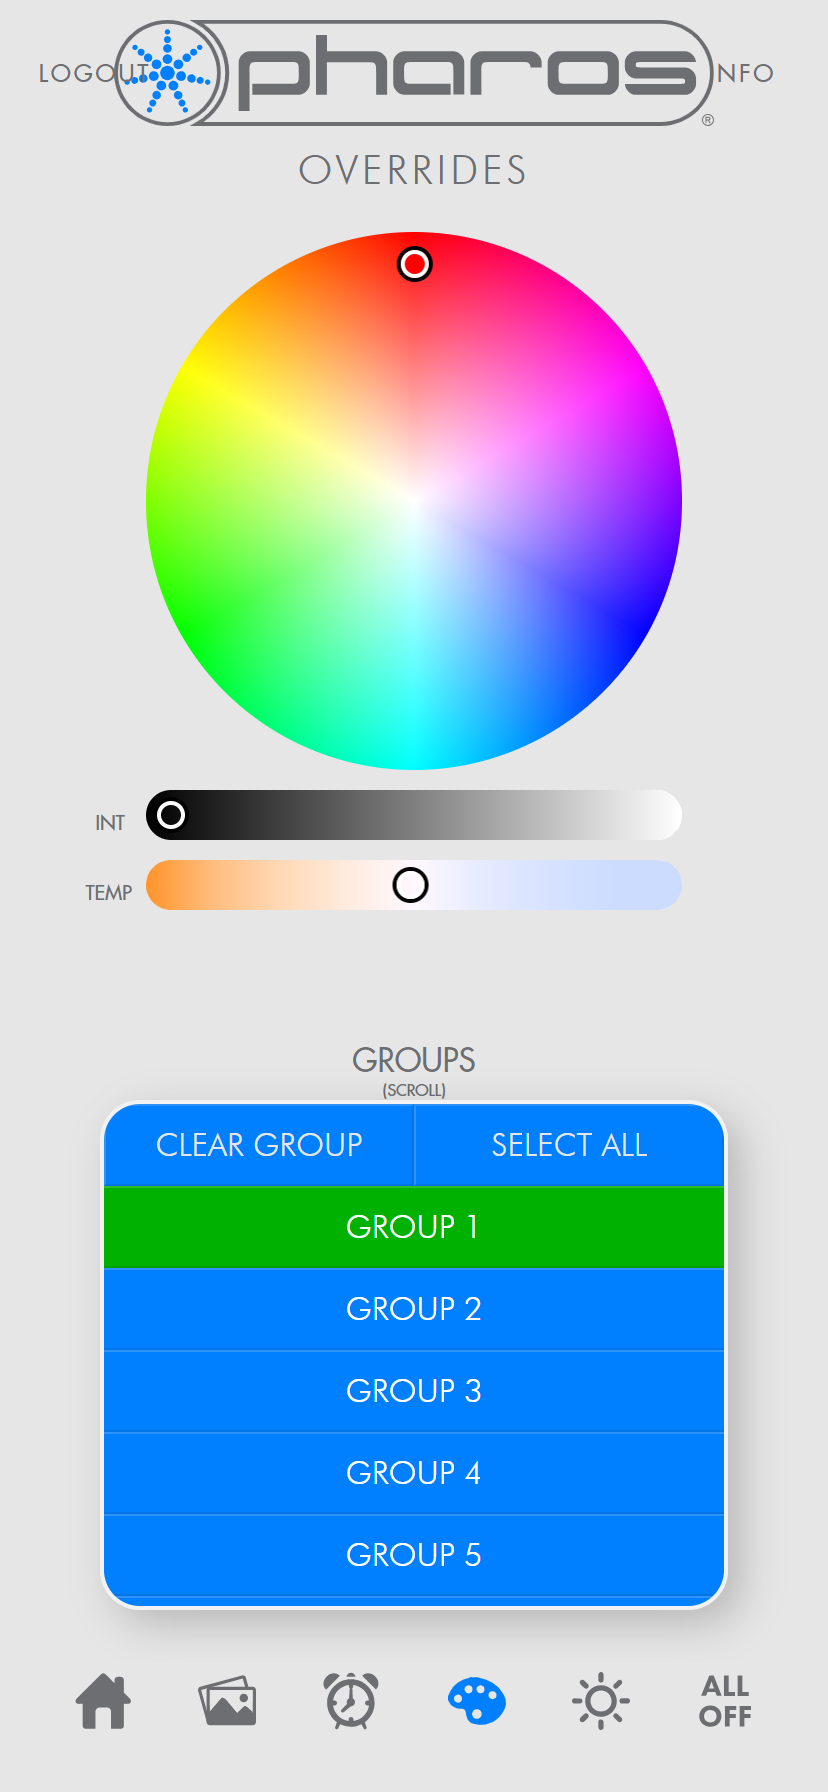 LOGOUT
pharos
®
NFO
OVERRIDES
INT
TEMP
GROUPS
(SCROLL)
CLEAR GROUP
SELECT ALL
GROUP 1
GROUP 2
GROUP 3
GROUP 4
GROUP 5
ALL
OFF